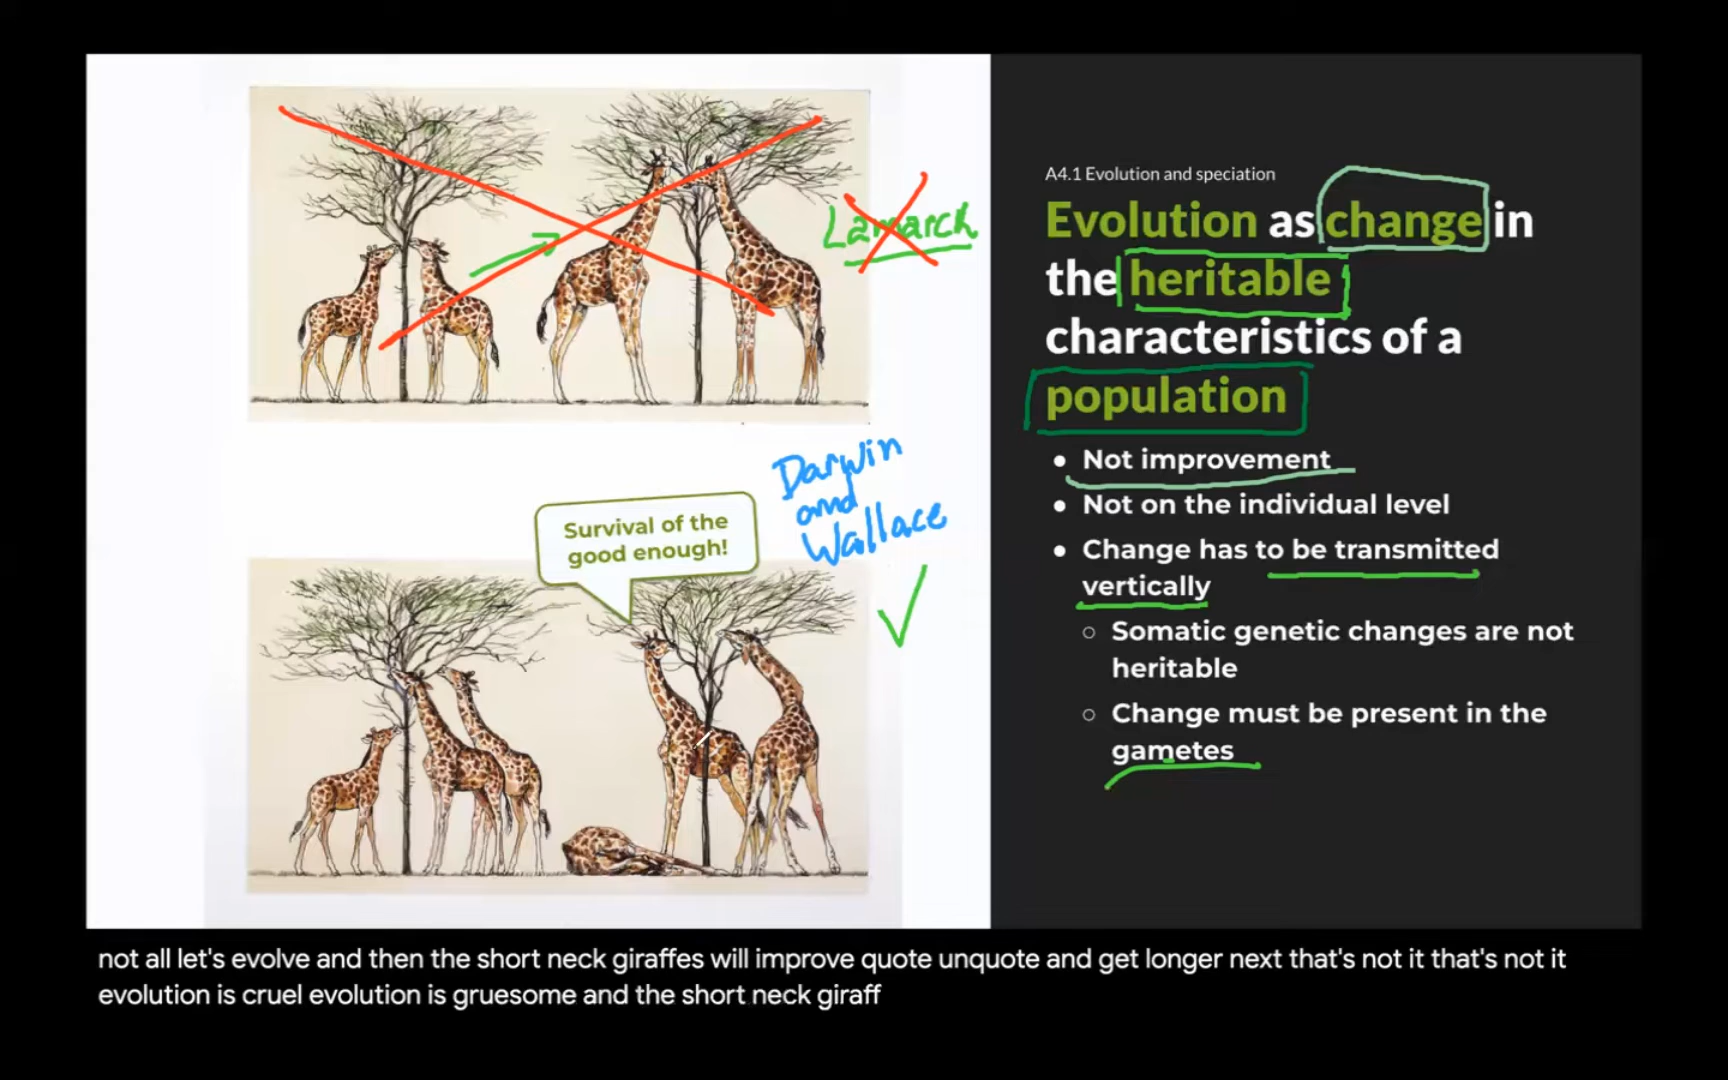 Lamarck
Darwin
and
Wallace
Survival of the
good enough!
A4.1 Evolution and speciation
Evolution as change in
the heritable
characteristics of a
population
● Not improvement
● Not on the individual level
● Change has to be transmitted
vertically
○ Somatic genetic changes are not
heritable
○ Change must be present in the
gametes
not all let's evolve and then the short neck giraffes will improve quote unquote and get longer next that's not it that's not it
evolution is cruel evolution is gruesome and the short neck giraff